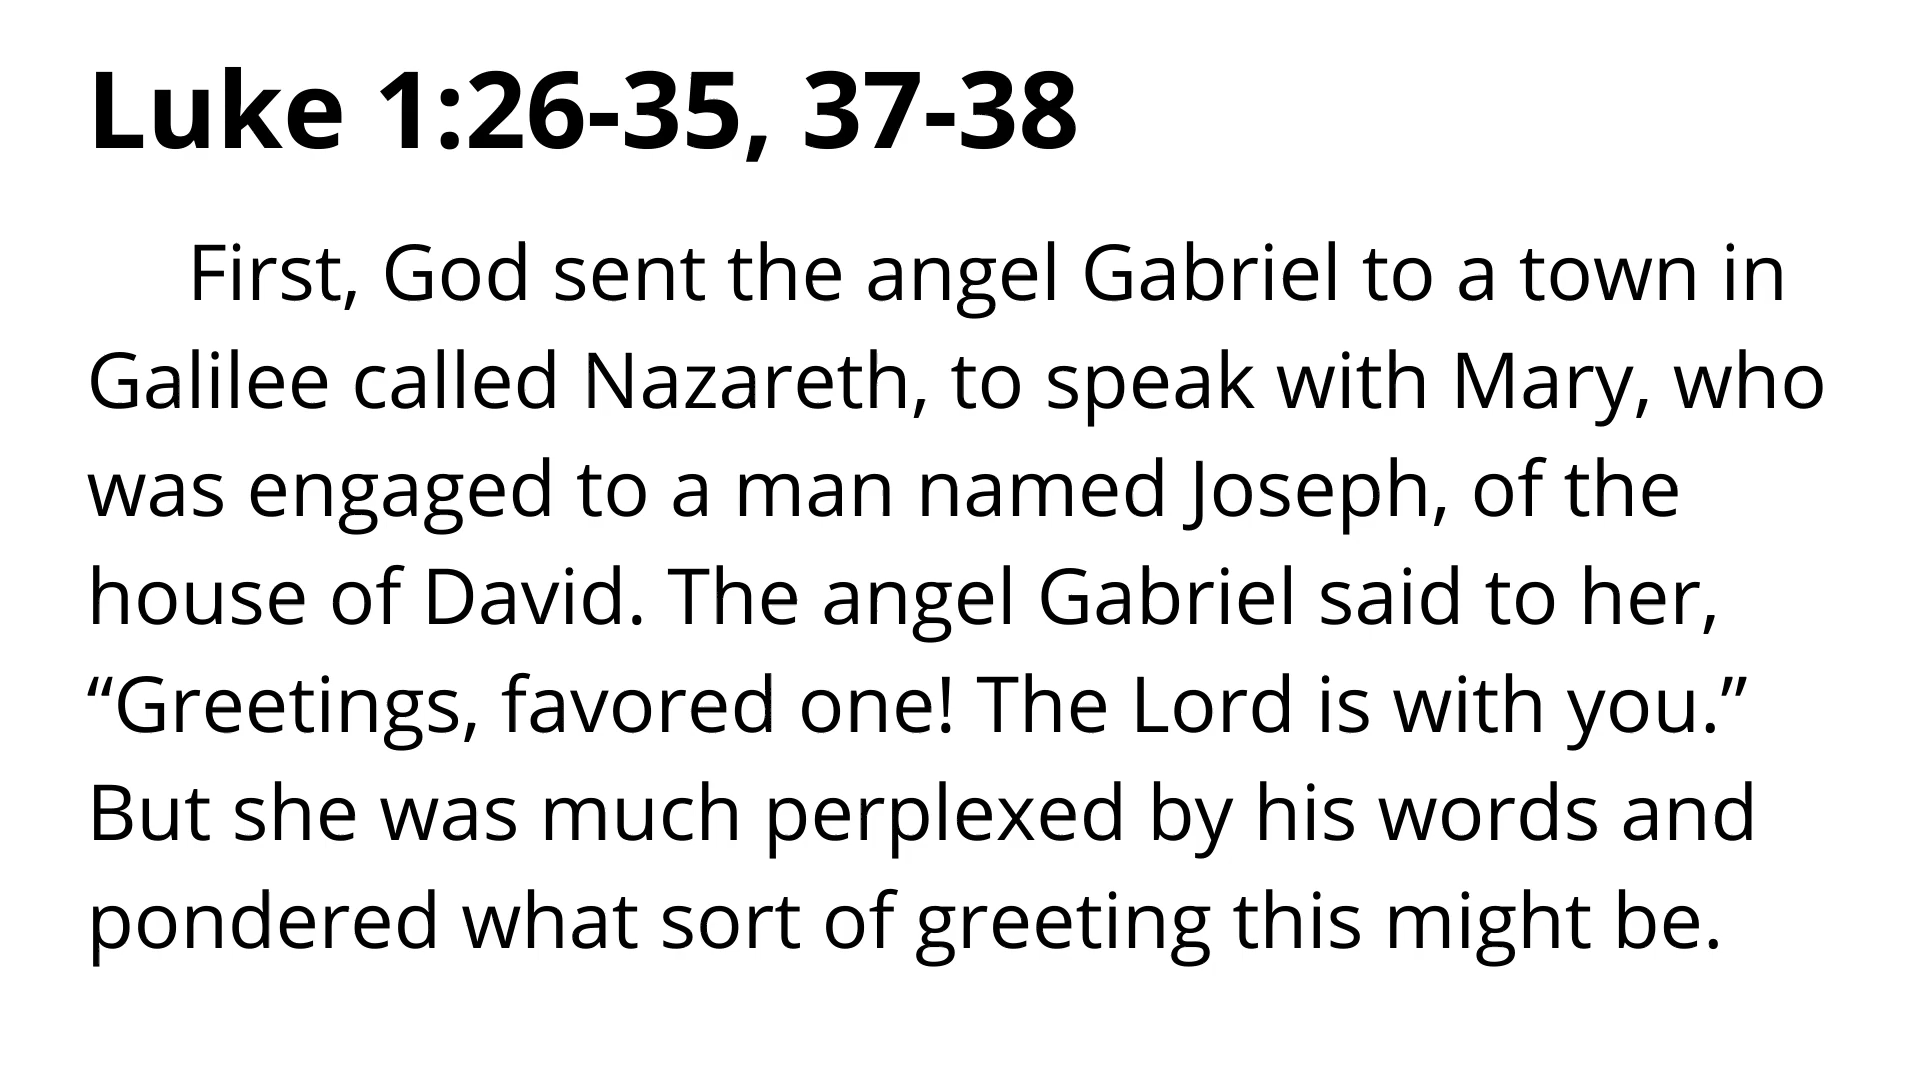 Luke 1:26-35, 37-38
First, God sent the angel Gabriel to a town in
Galilee called Nazareth, to speak with Mary, who
was engaged to a man named Joseph, of the
house of David. The angel Gabriel said to her,
“Greetings, favored one! The Lord is with you.”
But she was much perplexed by his words and
pondered what sort of greeting this might be.